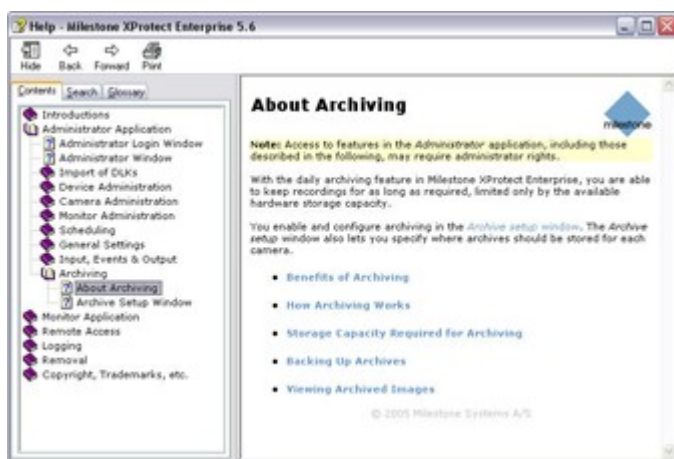 Help - Milestone XProtect Enterprise 5.6
Hide Back Forward Print
Contents Search Glossary
Introductions
Administrator Application
Administrator Login Window
Administrator Window
Import of DLKs
Device Administration
Camera Administration
Monitor Administration
Scheduling
General Settings
Input, Events & Output
Archiving
About Archiving
Archive Setup Window
Monitor Application
Remote Access
Logging
Removal
Copyright, Trademarks, etc.
About Archiving
milestone
Note: Access to features in the Administrator application, including those
described in the following, may require administrator rights.
With the daily archiving feature in Milestone XProtect Enterprise, you are able
to keep recordings for as long as required, limited only by the available
hardware storage capacity.
You enable and configure archiving in the Archive setup window. The Archive
setup window also lets you specify where archives should be stored for each
camera.
Benefits of Archiving
How Archiving Works
Storage Capacity Required for Archiving
Backing Up Archives
Viewing Archived Images
© 2005 Milestone Systems A/S